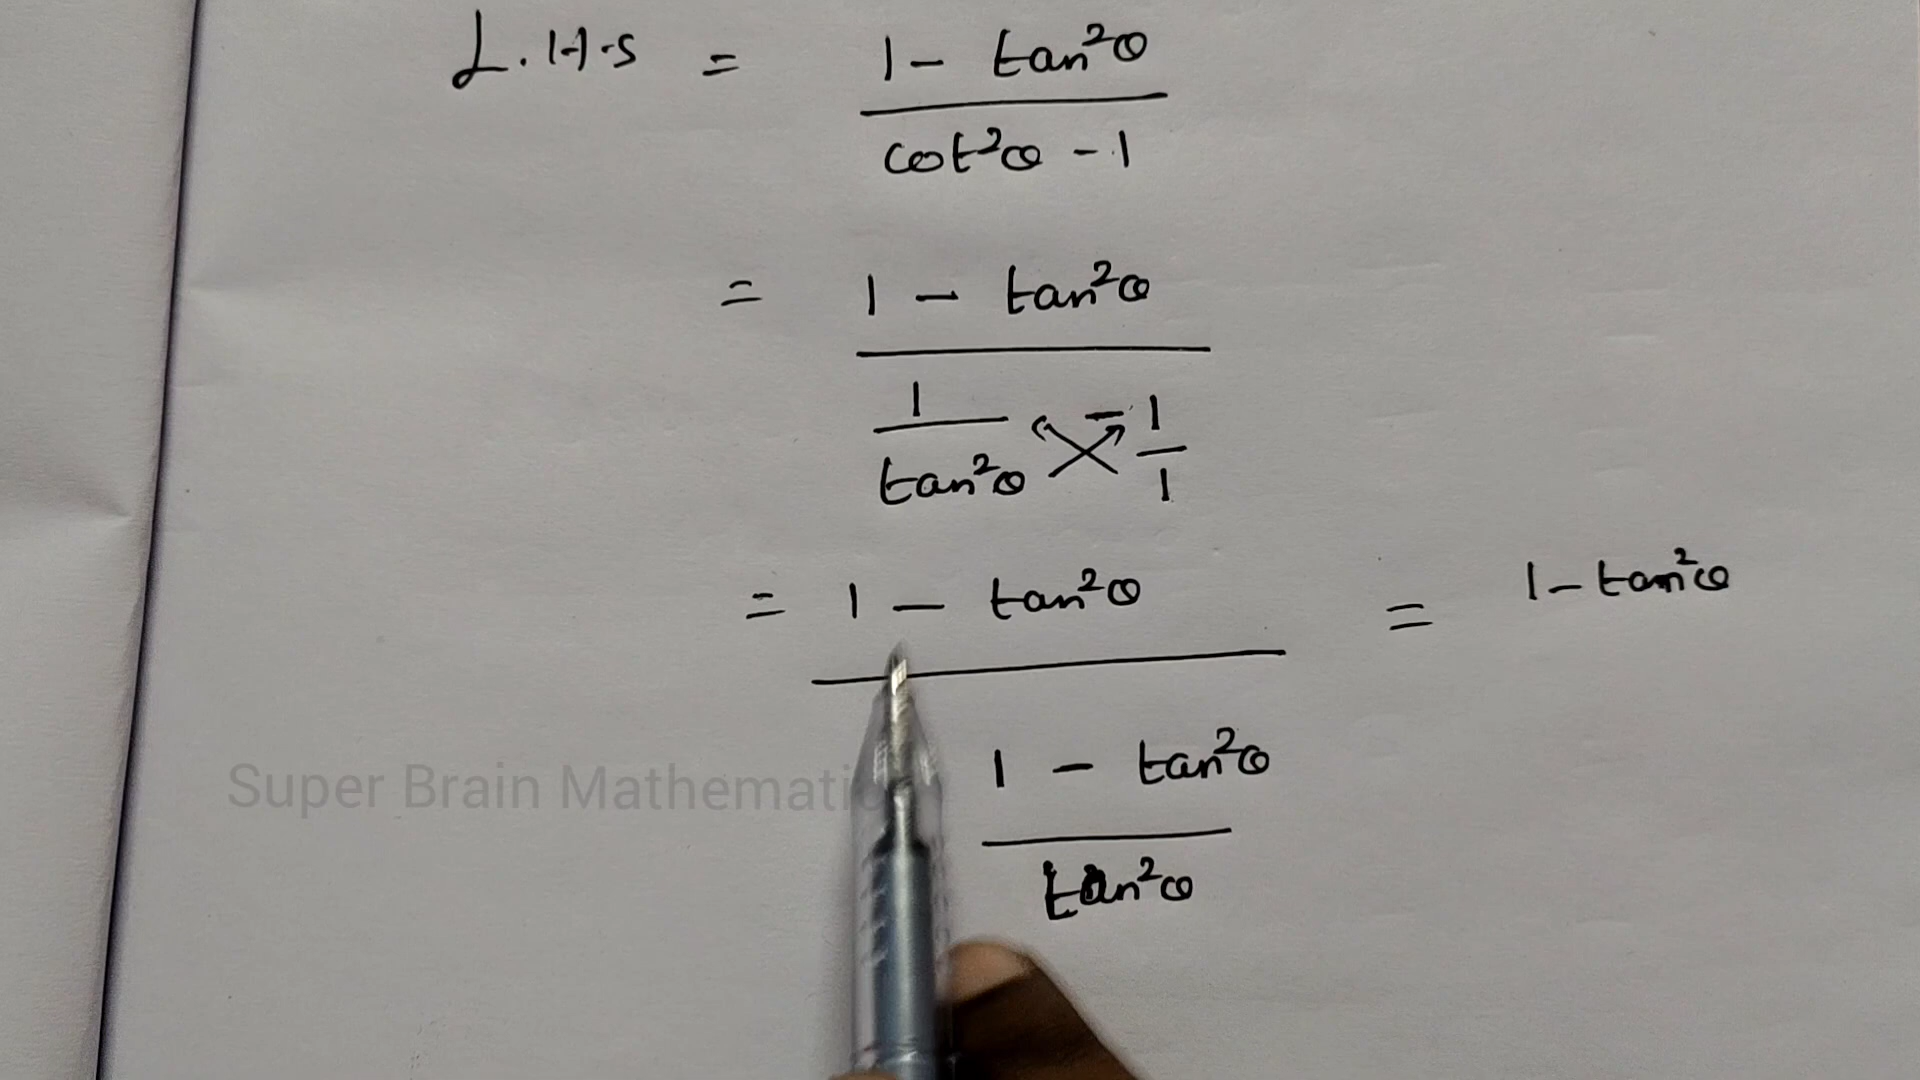 L.H.S = 1 - tan²θ
cot²θ - 1
= 1 - tan²θ
1 - 1
tan²θ 1
= 1 - tan²θ = 1 - tan²θ
1 - tan²θ
Super Brain
tan²θ